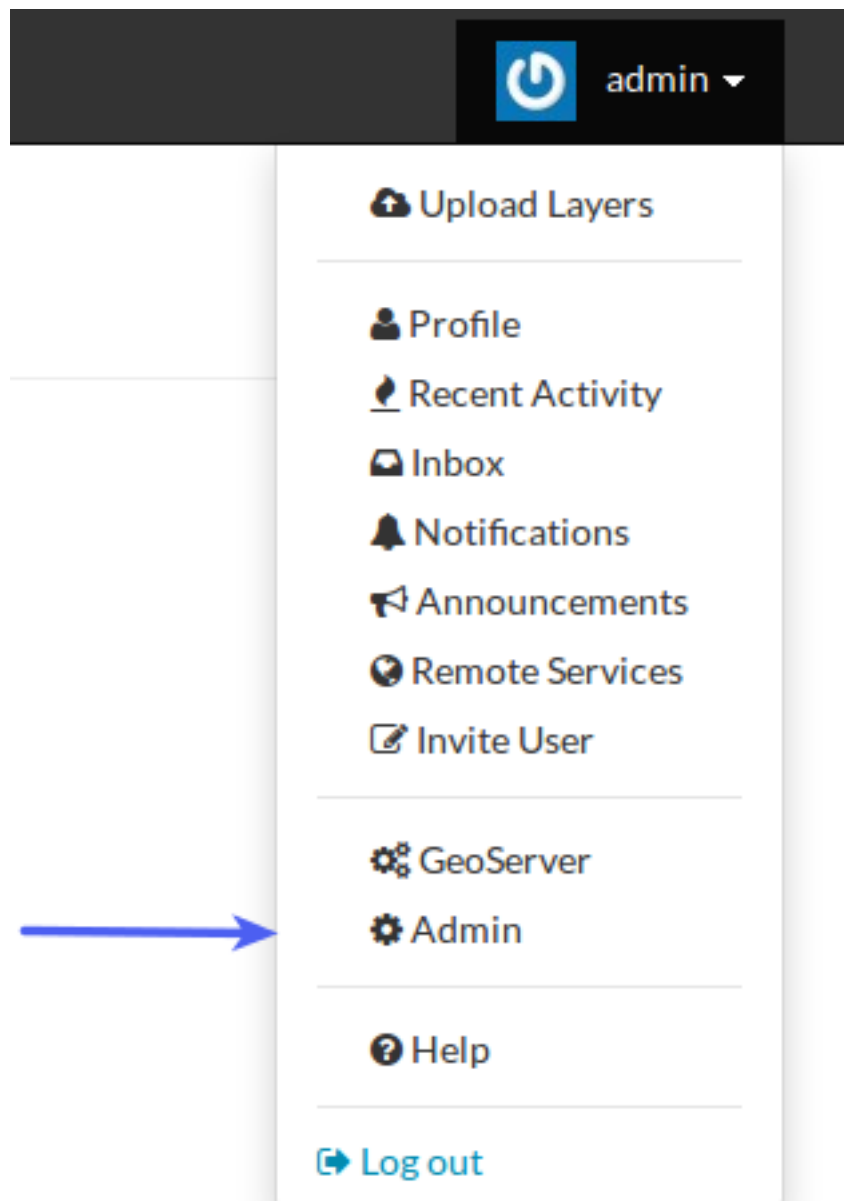 admin
Upload Layers
Profile
Recent Activity
Inbox
Notifications
Announcements
Remote Services
Invite User
GeoServer
Admin
Help
Log out